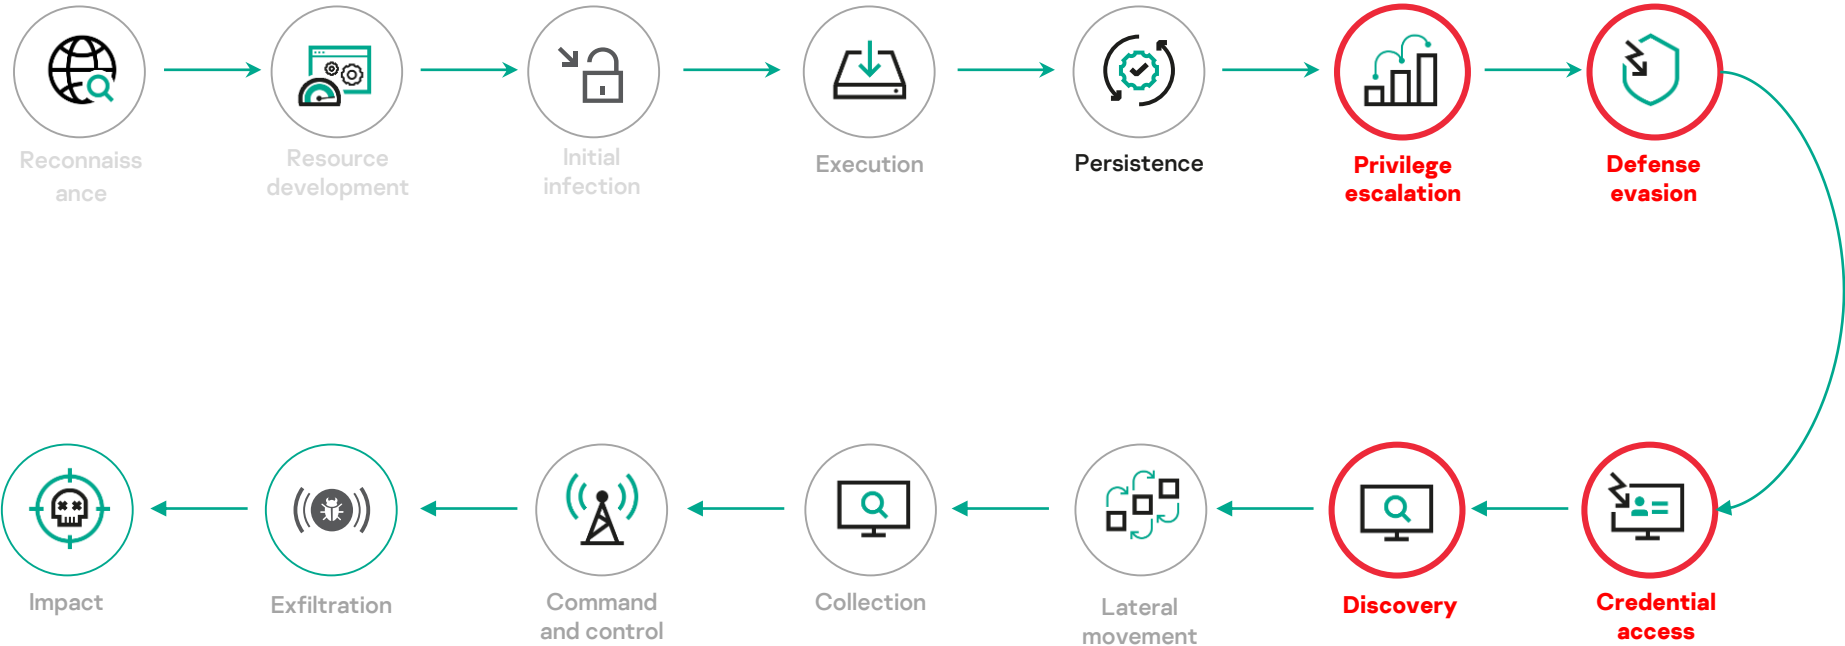 Reconnaiss
ance
Resource
development
Initial
infection
Execution
Persistence
Privilege
escalation
Defense
evasion
Impact
Exfiltration
Command
and control
Collection
Lateral
movement
Discovery
Credential
access